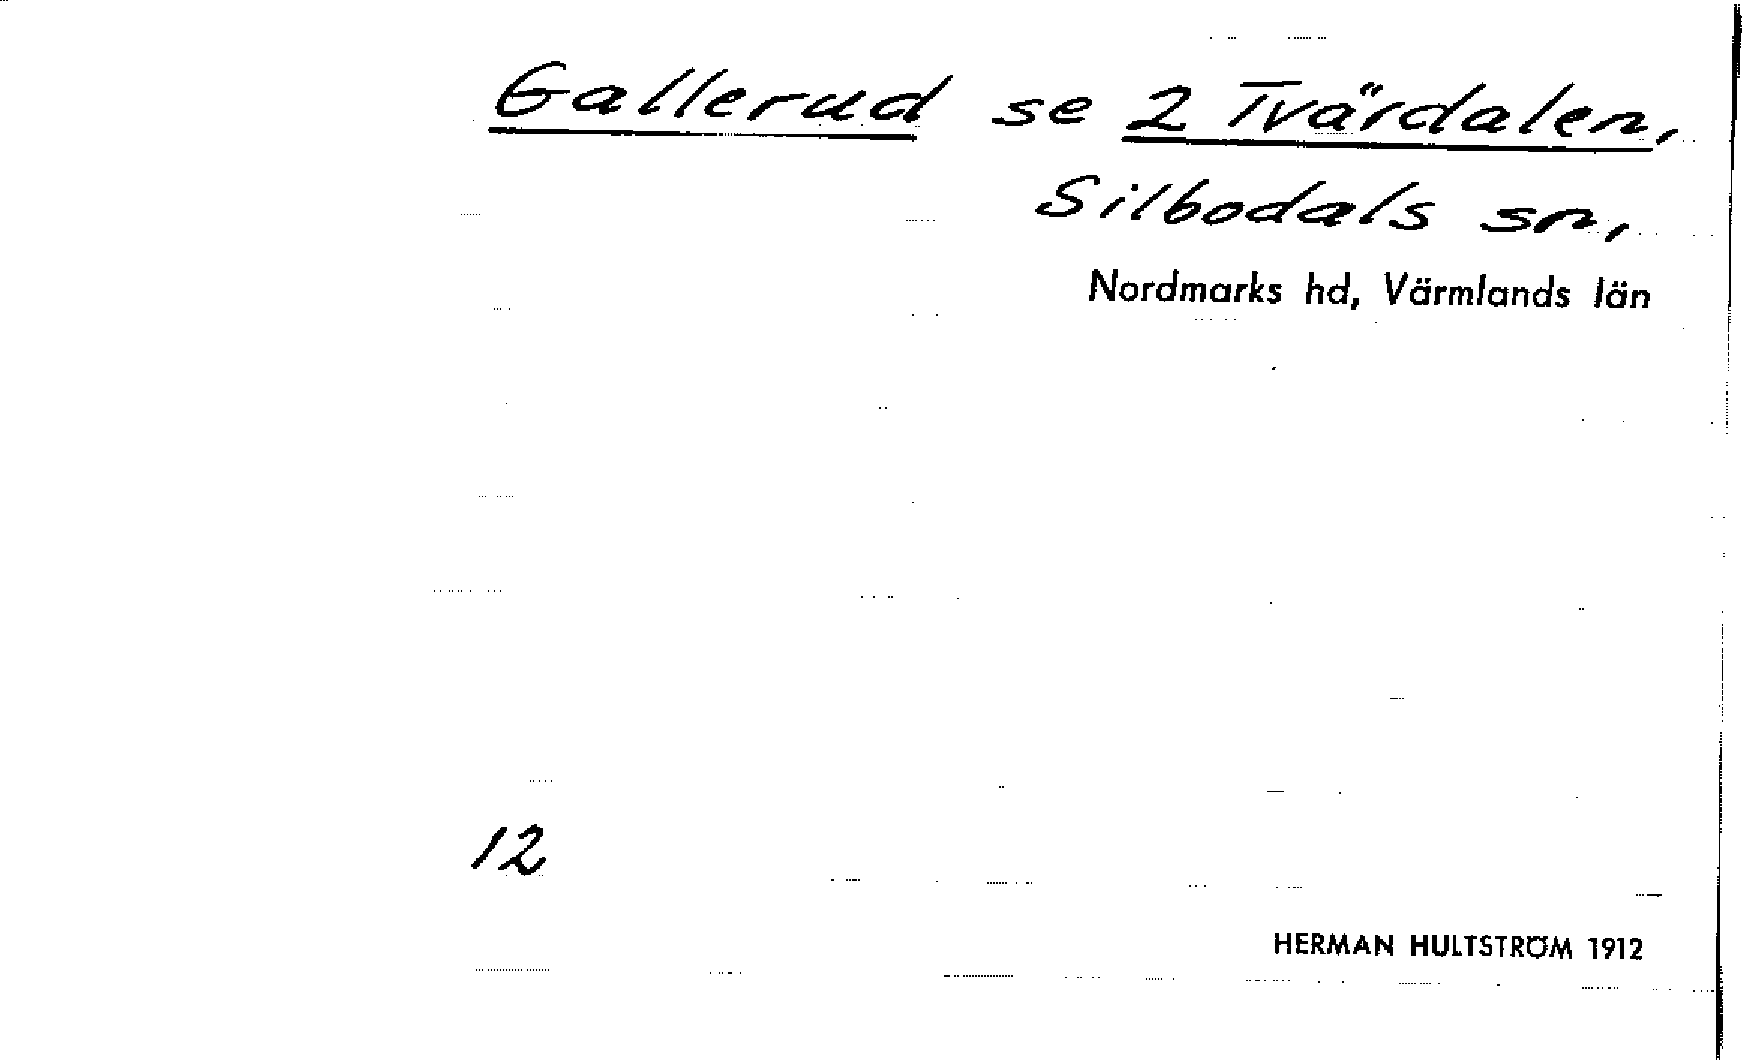 Gallerud se 2 Tvärdalen,
Silbodals sn,
Nordmarks hd, Värmlands län
12
HERMAN HULTSTRÖM 1912